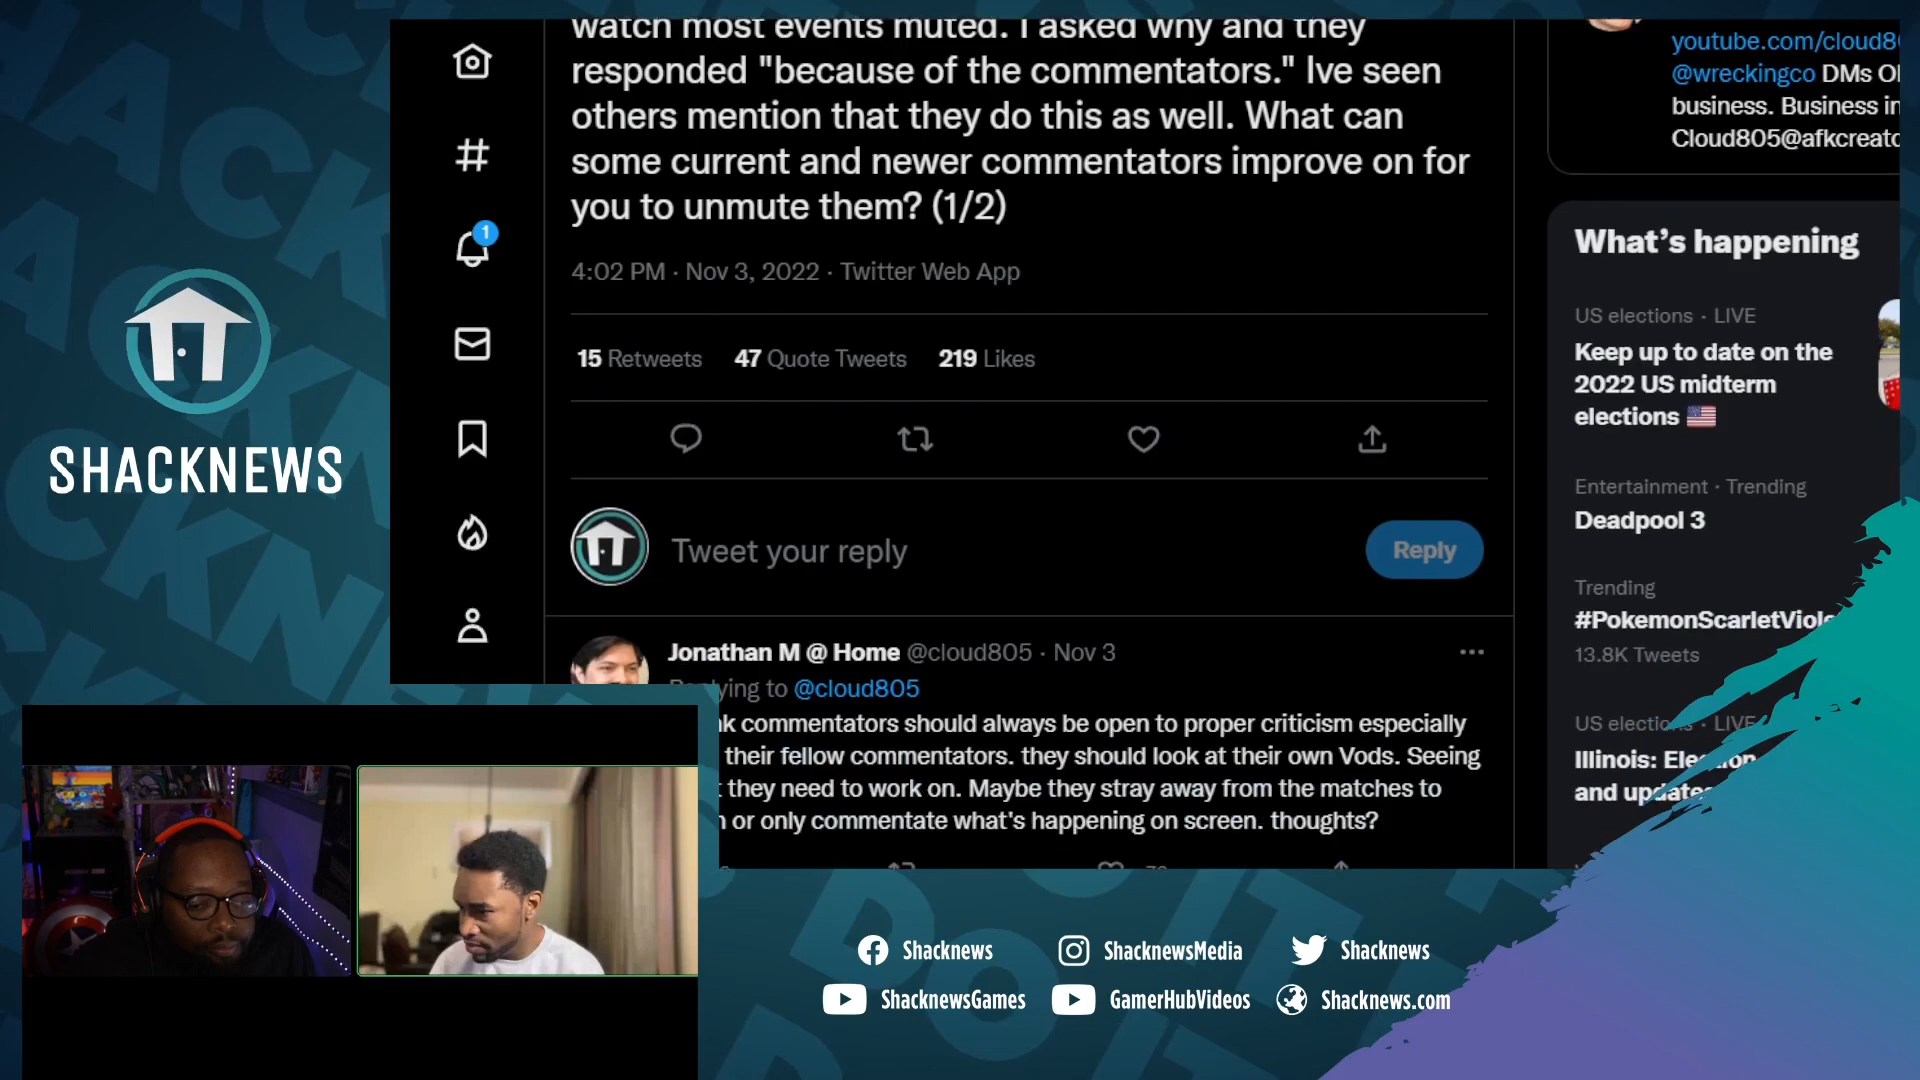 watch most events muted. I asked why and they
responded "because of the commentators." Ive seen
others mention that they do this as well. What can
some current and newer commentators improve on for
you to unmute them? (1/2)
4:02 PM · Nov 3, 2022 · Twitter Web App
15 Retweets 47 Quote Tweets 219 Likes
Tweet your reply
Reply
Jonathan M @ Home @cloud805 · Nov 3
Replying to @cloud805
commentators should always be open to proper criticism especially
their fellow commentators. they should look at their own Vods. Seeing
they need to work on. Maybe they stray away from the matches to
or only commentate what's happening on screen. thoughts?
1
youtube.com/cloud8
@wreckingco DMs
business. Business
Cloud805@afkcreato
What's happening
US elections · LIVE
Keep up to date on the
2022 US midterm
elections 🇺🇸
Entertainment · Trending
Deadpool 3
Trending
#PokemonScarletViole
13.8K Tweets
US elections · LIVE
Illinois: Election
and updates
SHACKNEWS
Shacknews
ShacknewsMedia
Shacknews
ShacknewsGames
GamerHubVideos
Shacknews.com